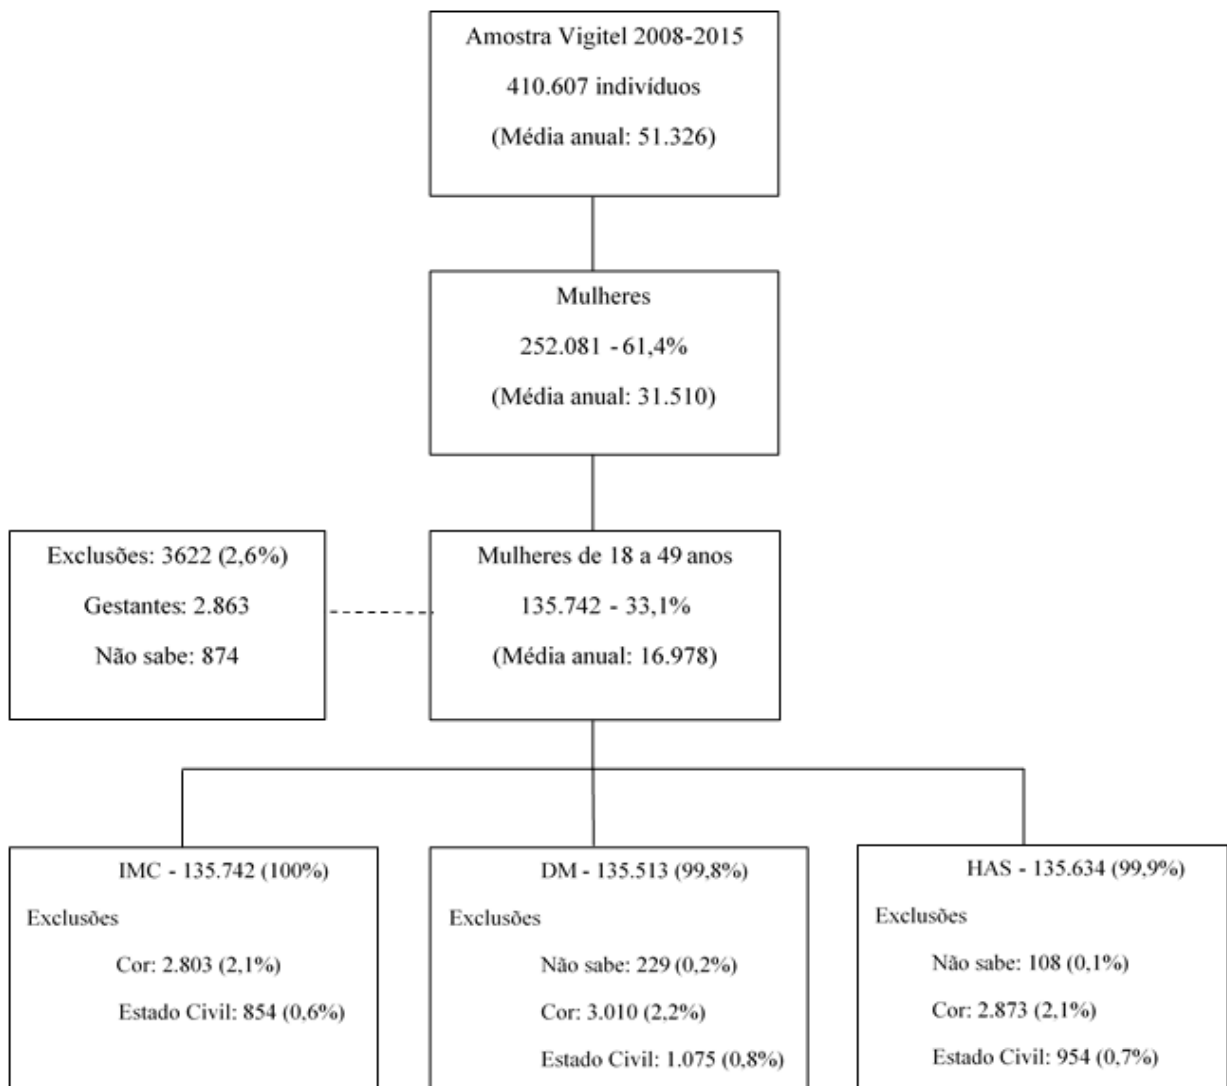 Amostra Vigitel 2008-2015
410.607 indivíduos
(Média anual: 51.326)
Mulheres
252.081 - 61,4%
(Média anual: 31.510)
Exclusões: 3622 (2,6%)
Gestantes: 2.863
Não sabe: 874
Mulheres de 18 a 49 anos
135.742 - 33,1%
(Média anual: 16.978)
IMC - 135.742 (100%)
Exclusões
Cor: 2.803 (2,1%)
Estado Civil: 854 (0,6%)
DM - 135.513 (99,8%)
Exclusões
Não sabe: 229 (0,2%)
Cor: 3.010 (2,2%)
Estado Civil: 1.075 (0,8%)
HAS - 135.634 (99,9%)
Exclusões
Não sabe: 108 (0,1%)
Cor: 2.873 (2,1%)
Estado Civil: 954 (0,7%)